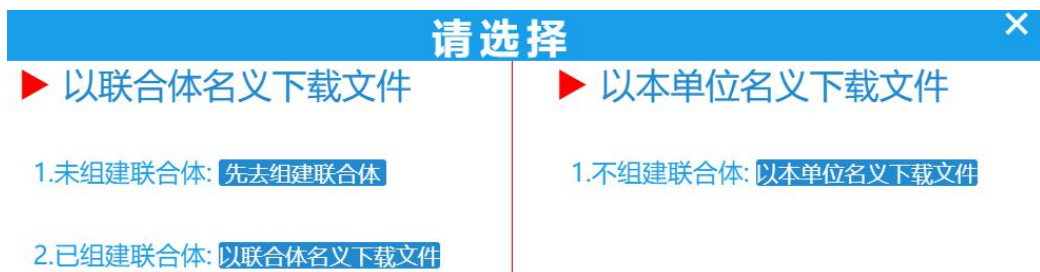 请选择
以联合体名义下载文件
1.未组建联合体: 先去组建联合体
2.已组建联合体: 以联合体名义下载文件
以本单位名义下载文件
1.不组建联合体: 以本单位名义下载文件